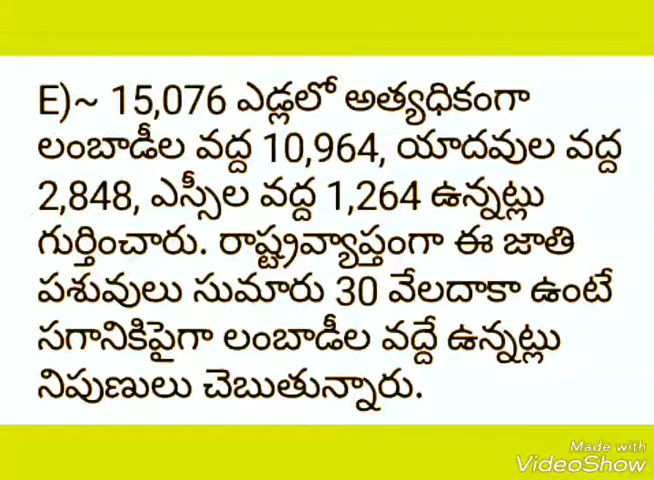 E)~ 15,076 ఎడ్లలో అత్యధికంగా
లంబాడీల వద్ద 10,964, యాదవుల వద్ద
2,848, ఎస్సీల వద్ద 1,264 ఉన్నట్లు
గుర్తించారు. రాష్ట్రవ్యాప్తంగా ఈ జాతి
పశువులు సుమారు 30 వేలదాకా ఉంటే
సగానికిపైగా లంబాడీల వద్దే ఉన్నట్లు
నిపుణులు చెబుతున్నారు.
Made with
VideoShow